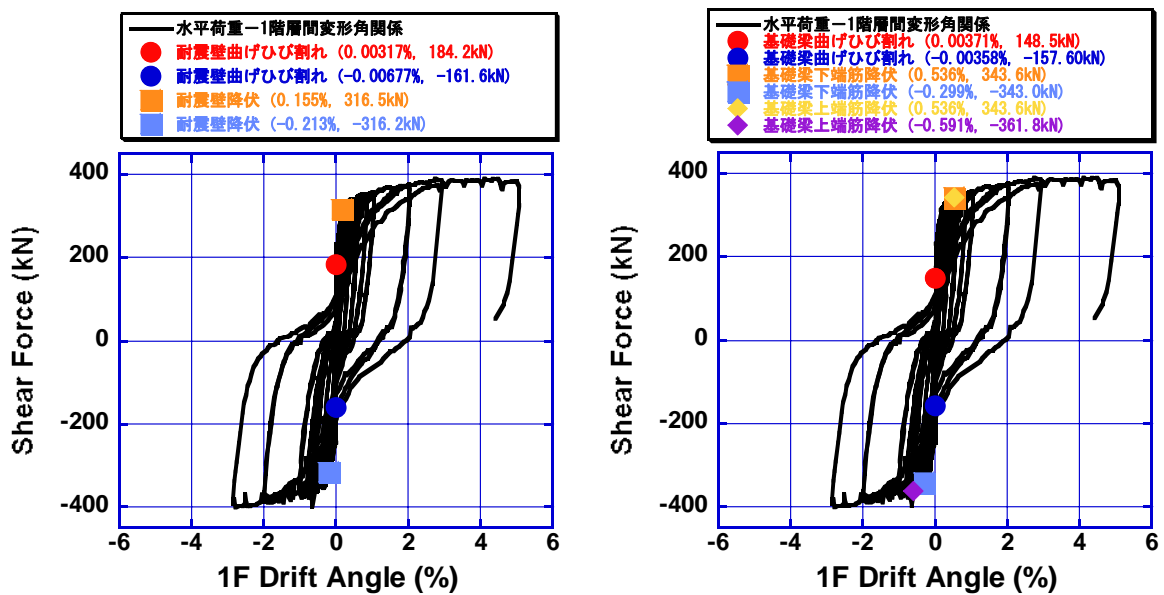 水平荷重－1階層間変形角関係
耐震壁曲げひび割れ (0.00317%, 184.2kN)
耐震壁曲げひび割れ (-0.00677%, -161.6kN)
耐震壁降伏 (0.155%, 316.5kN)
耐震壁降伏 (-0.213%, -316.2kN)
400
200
0
-200
-400
-6
-4
-2
0
2
4
6
Shear Force (kN)
1F Drift Angle (%)
水平荷重－1階層間変形角関係
基礎梁曲げひび割れ (0.00371%, 148.5kN)
基礎梁曲げひび割れ (-0.00358%, -157.60kN)
基礎梁下端筋降伏 (0.536%, 343.6kN)
基礎梁下端筋降伏 (-0.299%, -343.0kN)
基礎梁上端筋降伏 (0.536%, 343.6kN)
基礎梁上端筋降伏 (-0.591%, -361.8kN)
400
200
0
-200
-400
-6
-4
-2
0
2
4
6
Shear Force (kN)
1F Drift Angle (%)